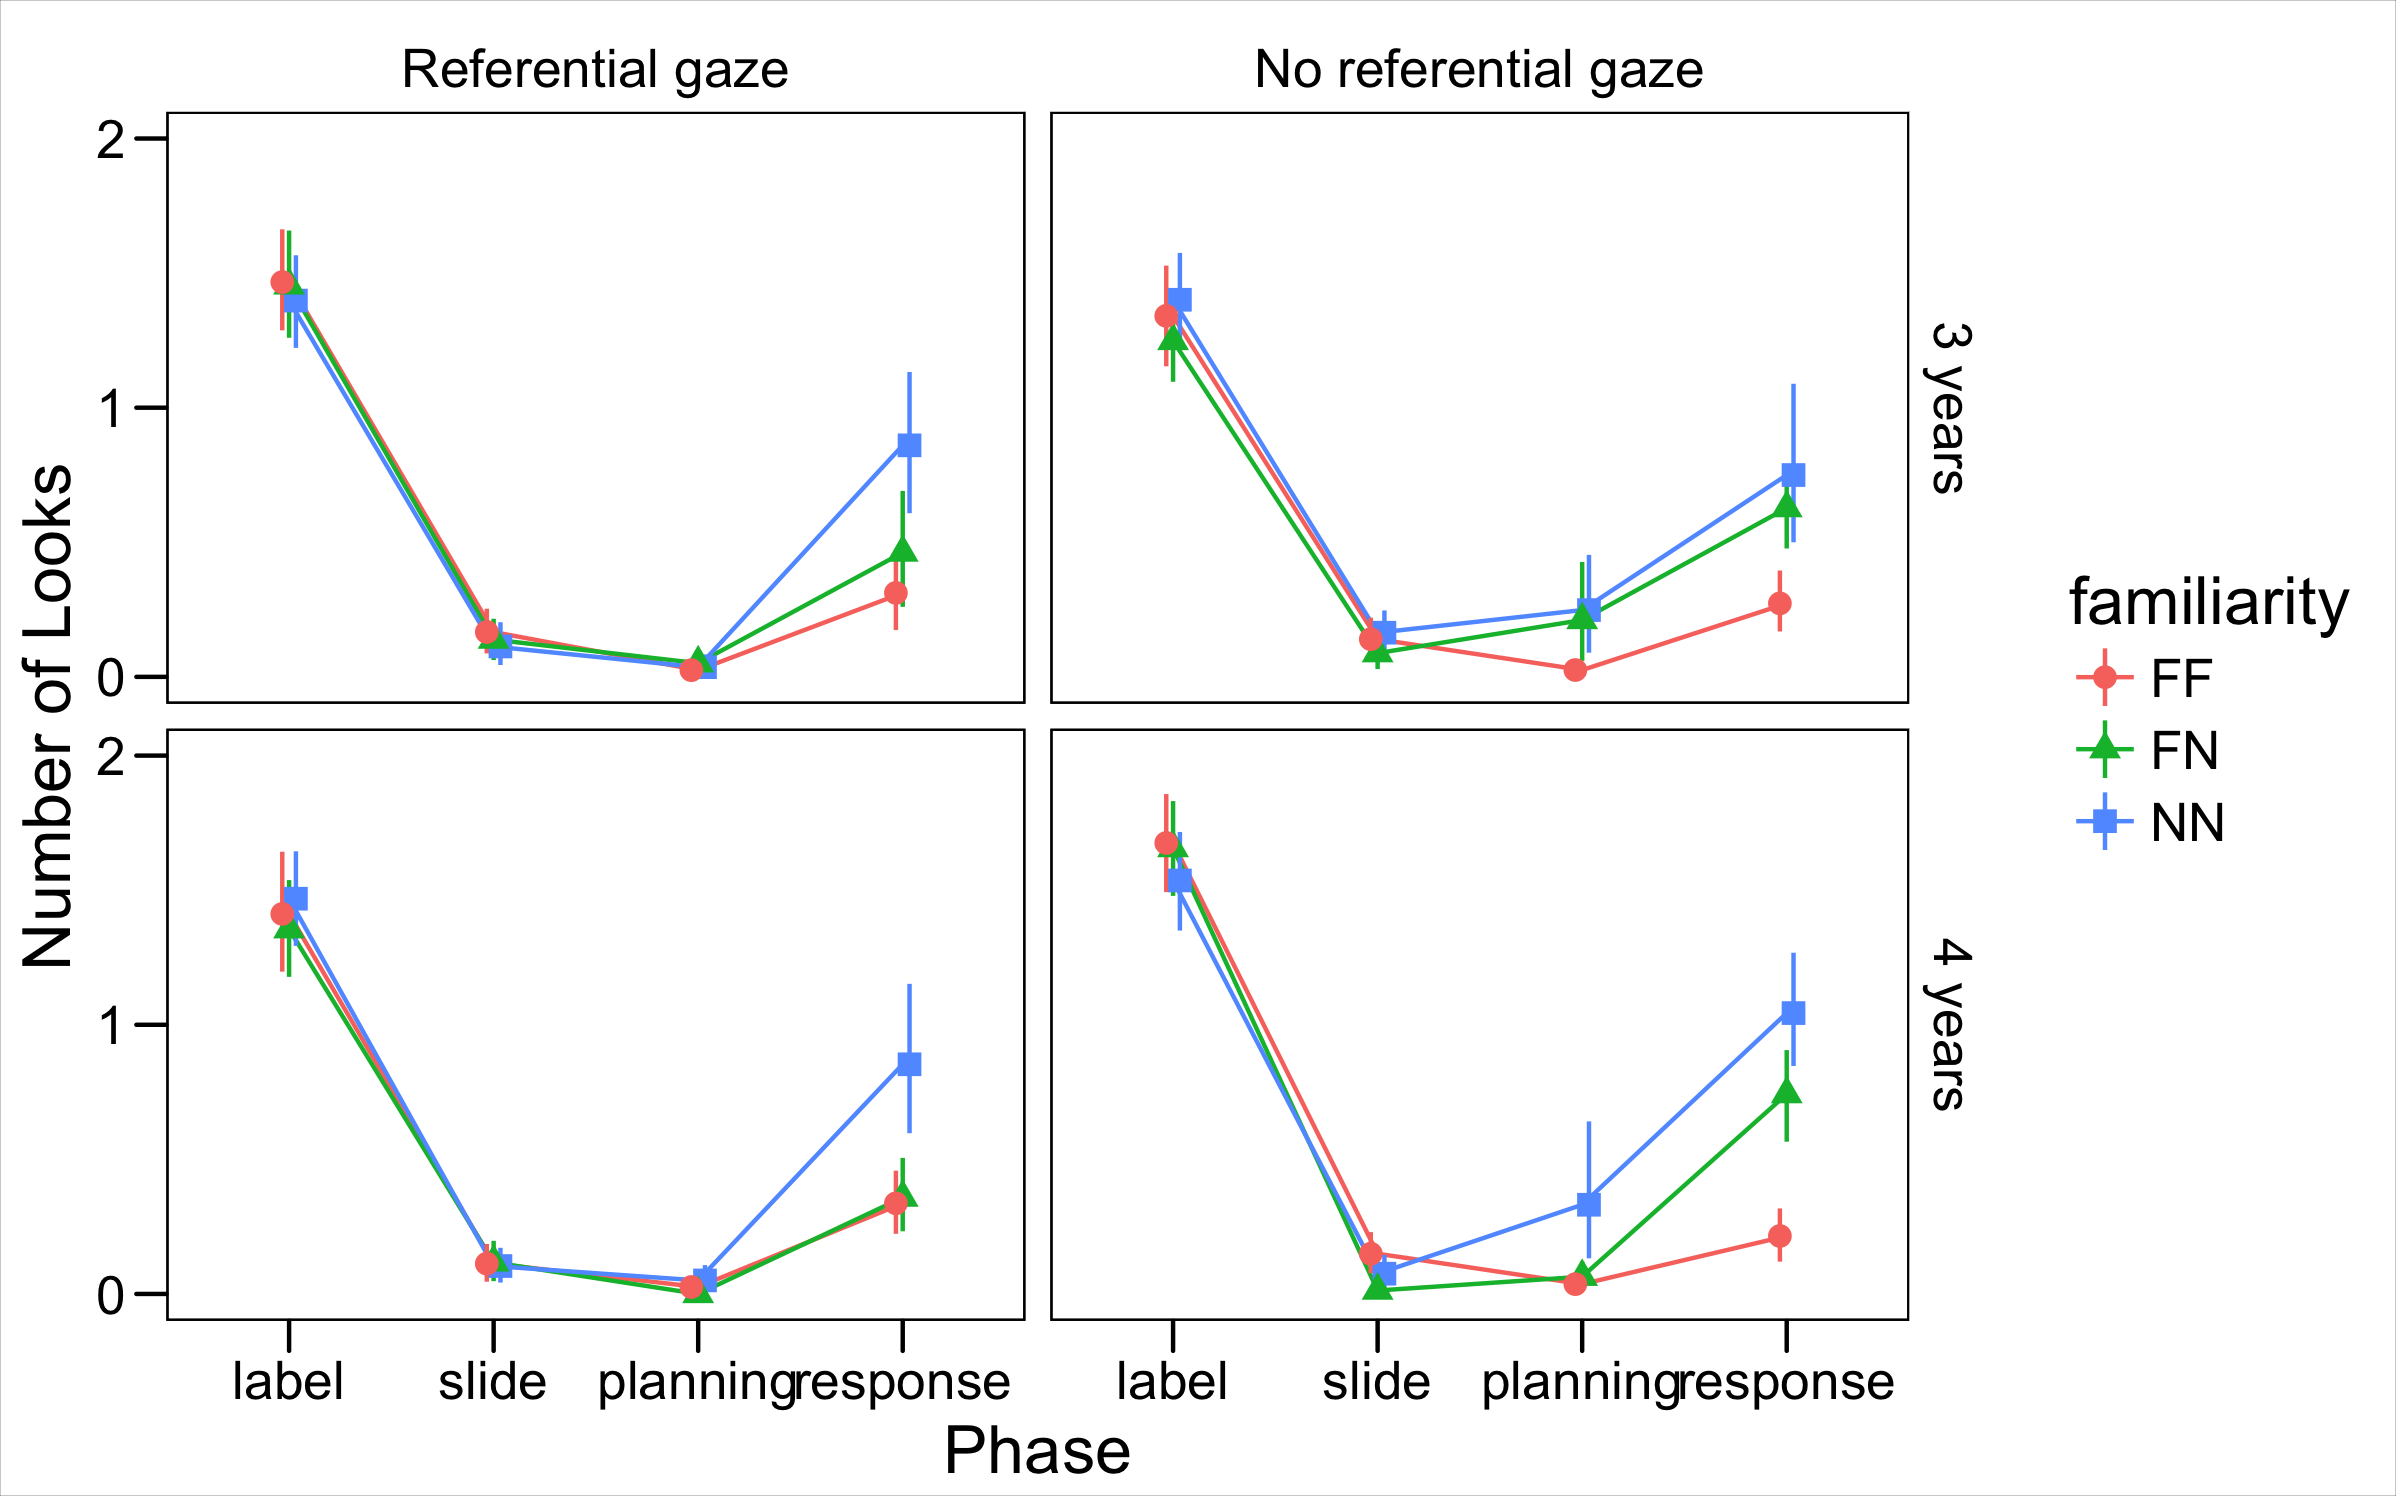 Referential gaze
No referential gaze
2
1
0
3 years
2
1
0
4 years
Number of Looks
label slide planning response
label slide planning response
Phase
familiarity
FF
FN
NN